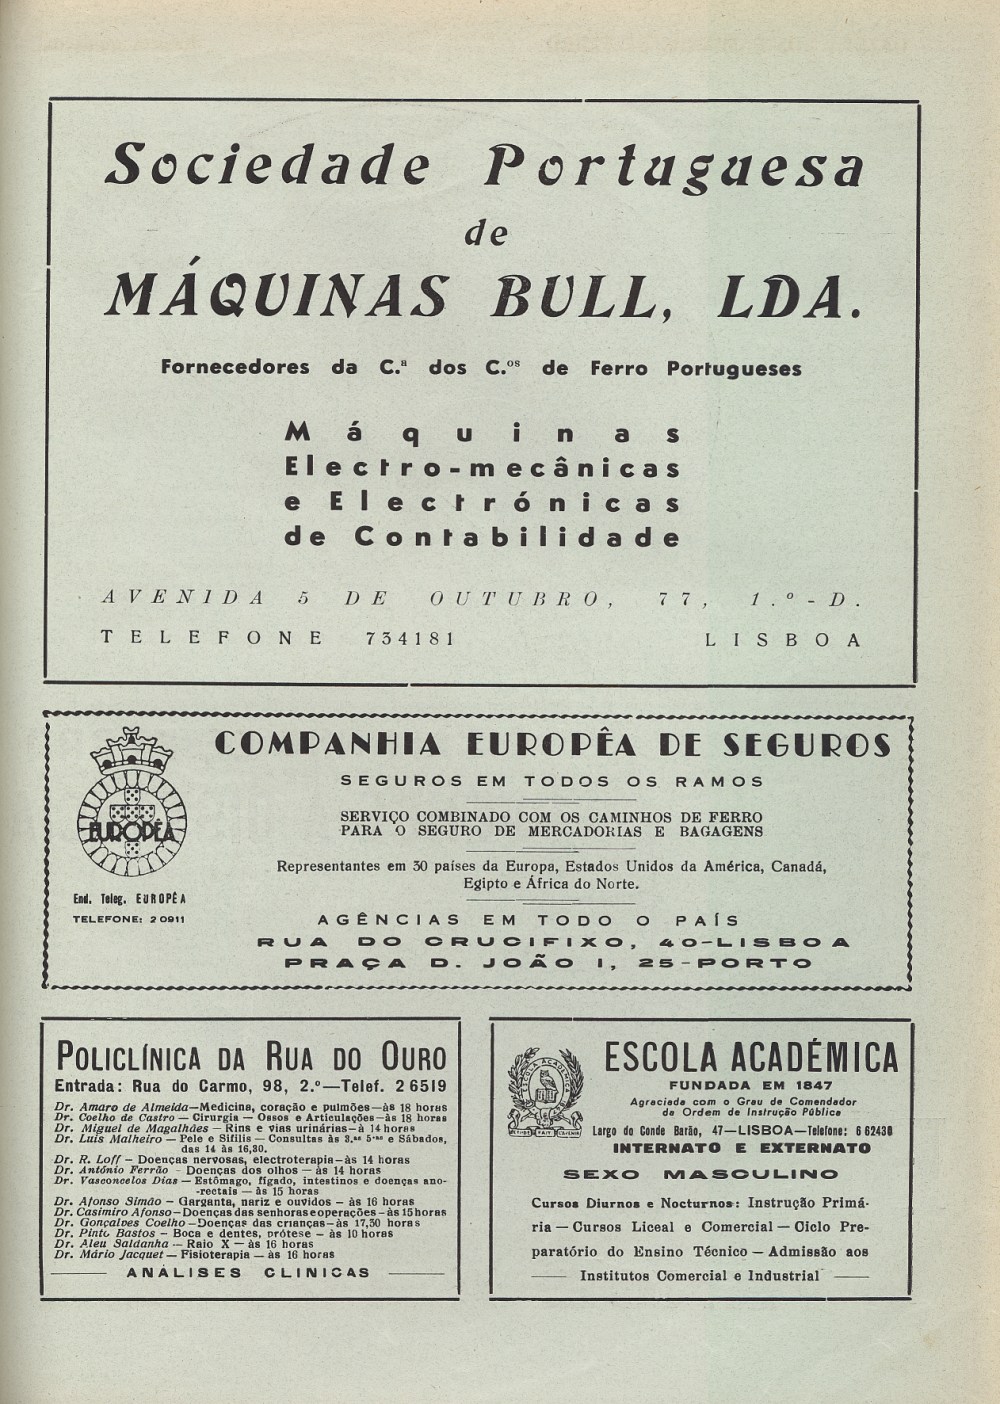 Sociedade Portuguesa
de
MÁQUINAS BULL, LDA.
Fornecedores da C.ª dos C.ºˢ de Ferro Portugueses
Máquinas
Electro-mecânicas
e Electrónicas
de Contabilidade
AVENIDA 5 DE OUTUBRO, 77, 1.º-D.
TELEFONE 734181 LISBOA
COMPANHIA EUROPÊA DE SEGUROS
SEGUROS EM TODOS OS RAMOS
SERVIÇO COMBINADO COM OS CAMINHOS DE FERRO
PARA O SEGURO DE MERCADORIAS E BAGAGENS
Representantes em 30 países da Europa, Estados Unidos da América, Canadá,
Egipto e África do Norte.
AGÊNCIAS EM TODO O PAÍS
RUA DO CRUCIFIXO, 40-LISBOA
PRAÇA D. JOÃO I, 25-PORTO
EUROPÊA
End. Teleg. EUROPÊA
TELEFONE: 20911
POLICLÍNICA DA RUA DO OURO
Entrada: Rua do Carmo, 98, 2.º—Telef. 26519
Dr. Amaro de Almeida—Medicina, coração e pulmões—às 18 horas
Dr. Coelho de Castro — Cirurgia — Ossos e Articulações—às 18 horas
Dr. Miguel de Magalhães — Rins e vias urinárias—à 14 horas
Dr. Luís Malheiro — Pele e Sífilis — Consultas às 3.ᵃˢ 5·ᵃˢ e Sábados,
das 14 às 16,30.
Dr. R. Loff — Doenças nervosas, electroterapia—às 14 horas
Dr. António Ferrão - Doenças dos olhos — às 14 horas
Dr. Vasconcelos Dias — Estômago, fígado, intestinos e doenças ano-
-rectais — às 15 horas
Dr. Afonso Simão — Garganta, nariz e ouvidos — às 16 horas
Dr. Casimiro Afonso—Doenças das senhoras e operações—às 15 horas
Dr. Gonçalves Coelho—Doenças das crianças—às 17,30 horas
Dr. Pinto Bastos — Boca e dentes, prótese — às 10 horas
Dr. Aleu Saldanha — Raio X — às 16 horas
Dr. Mário Jacquet — Fisioterapia — às 16 horas
ANÁLISES CLINICAS
ESCOLA ACADÉMICA
ESCOLA ACADÉMICA
FUNDADA EM 1847
Agraciada com o Grau de Comendador
da Ordem de Instrução Pública
Largo do Conde Barão, 47—LISBOA—Telefone: 6 62430
INTERNATO E EXTERNATO
SEXO MASCULINO
Cursos Diurnos e Nocturnos: Instrução Primá-
ria — Cursos Liceal e Comercial — Ciclo Pre-
paratório do Ensino Técnico — Admissão aos
Institutos Comercial e Industrial